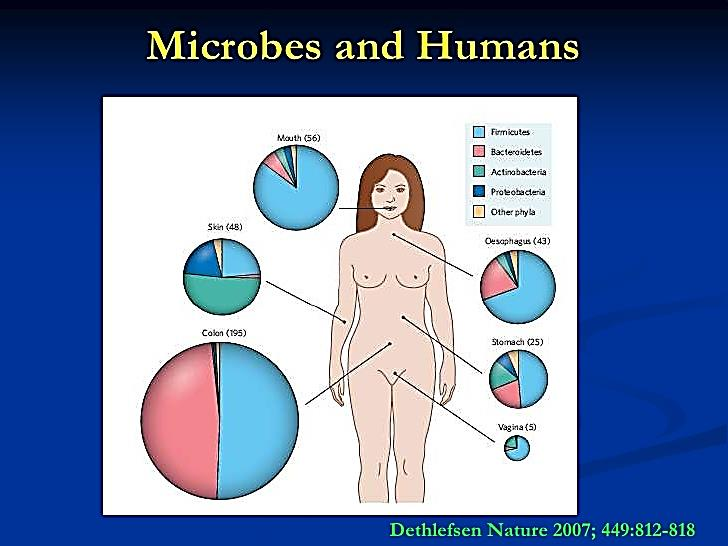 Microbes and Humans
Mouth (56)
Firmicutes
Bacteroidetes
Actinobacteria
Proteobacteria
Other phyla
Skin (48)
Oesophagus (43)
Colon (195)
Stomach (25)
Vagina (5)
Dethlefsen Nature 2007; 449:812-818